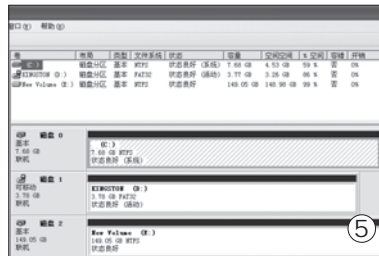 窗口(W) 帮助(H)
卷 布局 类型 文件系统 状态 容量 空闲空间 % 空闲 容错 开销
(C:) 磁盘分区 基本 NTFS 状态良好 (系统) 7.68 GB 4.53 GB 59 % 否 0%
KINGSTON (D:) 磁盘分区 基本 FAT32 状态良好 (活动) 3.77 GB 3.26 GB 86 % 否 0%
New Volume (E:) 磁盘分区 基本 NTFS 状态良好 149.05 GB 148.98 GB 99 % 否 0%
磁盘 0
基本
7.68 GB
联机
(C:)
7.68 GB NTFS
状态良好 (系统)
磁盘 1
可移动
3.78 GB
联机
KINGSTON (D:)
3.78 GB FAT32
状态良好 (活动)
磁盘 2
基本
149.05 GB
联机
New Volume (E:)
149.05 GB NTFS
状态良好
⑤